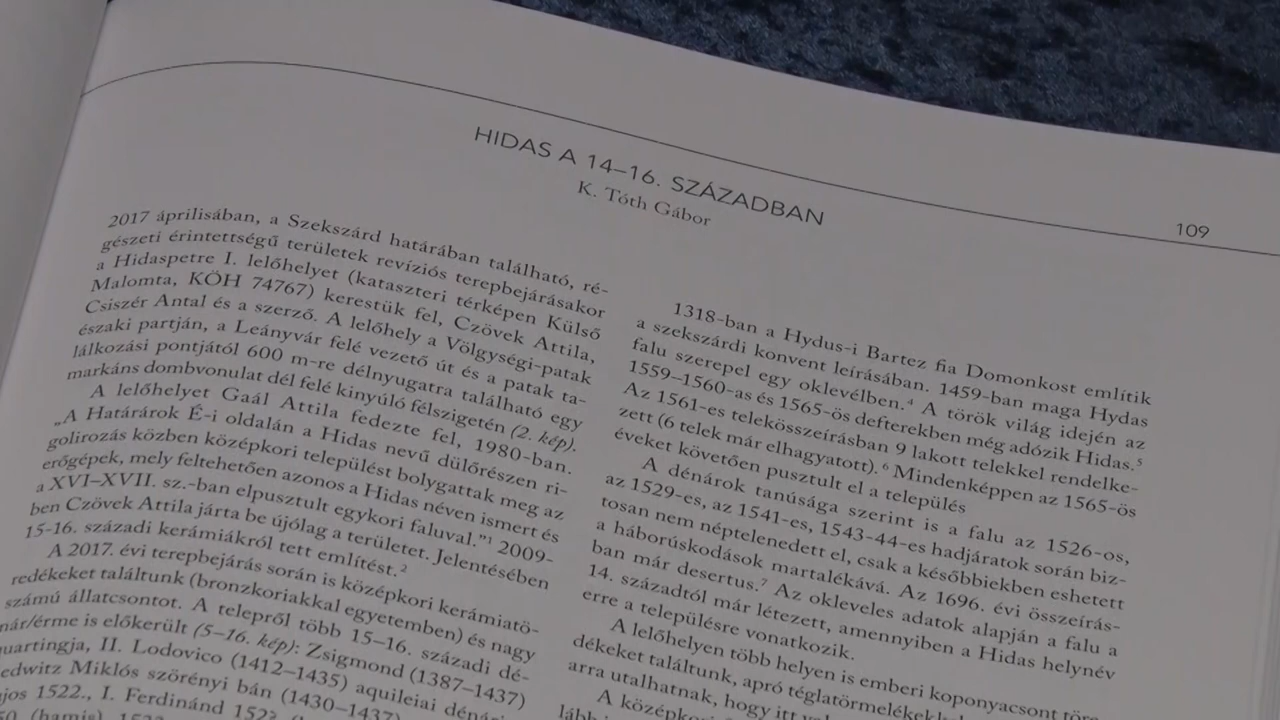 109
HIDAS A 14–16. SZÁZADBAN
K. Tóth Gábor
2017 áprilisában, a Szekszárd határában található, ré-
gészeti érintettségű területek revíziós terepbejárásakor
a Hidaspetre I. lelőhelyet (kataszteri térképen Külső
Malomta, KÖH 74767) kerestük fel, Czövek Attila,
Csiszér Antal és a szerző. A lelőhely a Völgységi-patak
északi partján, a Leányvár felé vezető út és a patak ta-
lálkozási pontjától 600 m-re délnyugatra található egy
markáns dombvonulat dél felé kinyúló félszigetén (2. kép).
A lelőhelyet Gaál Attila fedezte fel, 1980-ban.
„A Határárok É-i oldalán a Hidas nevű dülőrészen ri-
golirozás közben középkori települést bolygattak meg az
erőgépek, mely feltehetően azonos a Hidas néven ismert és
a XVI–XVII. sz.-ban elpusztult egykori faluval.”¹ 2009-
ben Czövek Attila járta be újólag a területet. Jelentésében
15-16. századi kerámiákról tett említést.²
A 2017. évi terepbejárás során is középkori kerámiatö-
redékeket találtunk (bronzkoriakkal egyetemben) és nagy
számú állatcsontot. A telepről több 15–16. századi dé-
nár/érme is előkerült (5–16. kép): Zsigmond (1387–1437)
quartingja, II. Lodovico (1412–1435) aquileiai dénár
Miklós szörényi bán (1430–1437)
1522., I. Ferdinánd
(hamis)
1318-ban a Hydus-i Bartez fia Domonkost említik
a szekszárdi konvent leírásában. 1459-ban maga Hydas
falu szerepel egy oklevélben.⁴ A török világ idején az
1559–1560-as és 1565-ös defterekben még adózik Hidas.⁵
Az 1561-es telekösszeírásban 9 lakott telekkel rendelke-
zett (6 telek már elhagyatott).⁶ Mindenképpen az 1565-ös
éveket követően pusztult el a település
A dénárok tanúsága szerint is a falu az 1526-os,
az 1529-es, az 1541-es, 1543-44-es hadjáratok során biz-
tosan nem néptelenedett el, csak a későbbiekben eshetett
a háborúskodások martalékává. Az 1696. évi összeírás-
ban már desertus.⁷ Az okleveles adatok alapján a falu a
14. századtól már létezett, amennyiben a Hidas helynév
erre a településre vonatkozik.
A lelőhelyen több helyen is emberi koponyacsont töre-
dékeket találtunk, apró téglatörmelékekkel
arra utalhatnak, hogy itt
A középkori